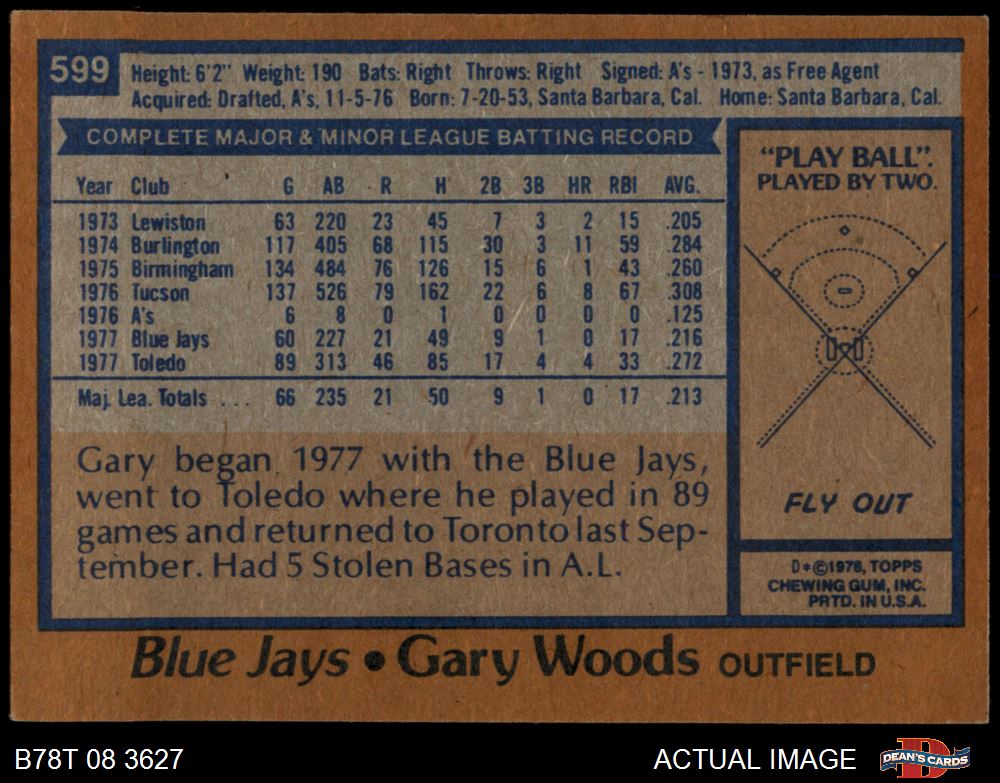 599
Height: 6'2" Weight: 190 Bats: Right Throws: Right Signed: A's - 1973, as Free Agent
Acquired: Drafted, A's, 11-5-76 Born: 7-20-53, Santa Barbara, Cal. Home: Santa Barbara, Cal.
COMPLETE MAJOR & MINOR LEAGUE BATTING RECORD
Year Club G AB R H 2B 3B HR RBI AVG.
1973 Lewiston 63 220 23 45 7 3 2 15 .205
1974 Burlington 117 405 68 115 30 3 11 59 .284
1975 Birmingham 134 484 76 126 15 6 1 43 .260
1976 Tucson 137 526 79 162 22 6 8 67 .308
1976 A's 6 8 0 1 0 0 0 0 .125
1977 Blue Jays 60 227 21 49 9 1 0 17 .216
1977 Toledo 89 313 46 85 17 4 4 33 .272
Maj. Lea. Totals ... 66 235 21 50 9 1 0 17 .213
Gary began 1977 with the Blue Jays,
went to Toledo where he played in 89
games and returned to Toronto last Sep-
tember. Had 5 Stolen Bases in A.L.
"PLAY BALL".
PLAYED BY TWO.
FLY OUT
D*©1978, TOPPS
CHEWING GUM, INC.
PRTD. IN U.S.A.
Blue Jays • Gary Woods OUTFIELD
B78T 08 3627
ACTUAL IMAGE
D
DEAN'S CARDS